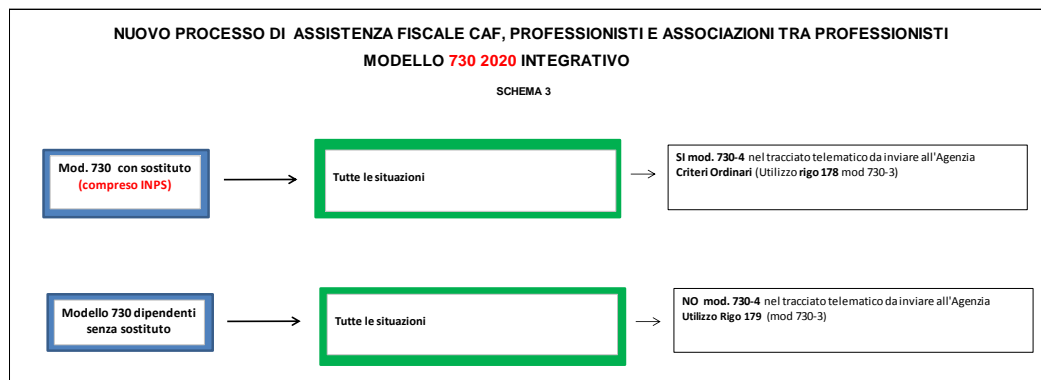 NUOVO PROCESSO DI ASSISTENZA FISCALE CAF, PROFESSIONISTI E ASSOCIAZIONI TRA PROFESSIONISTI
MODELLO 730 2020 INTEGRATIVO
SCHEMA 3
Mod. 730 con sostituto
(compreso INPS)
Tutte le situazioni
SI mod. 730-4 nel tracciato telematico da inviare all'Agenzia
Criteri Ordinari (Utilizzo rigo 178 mod 730-3)
Modello 730 dipendenti
senza sostituto
Tutte le situazioni
NO mod. 730-4 nel tracciato telematico da inviare all'Agenzia
Utilizzo Rigo 179 (mod 730-3)